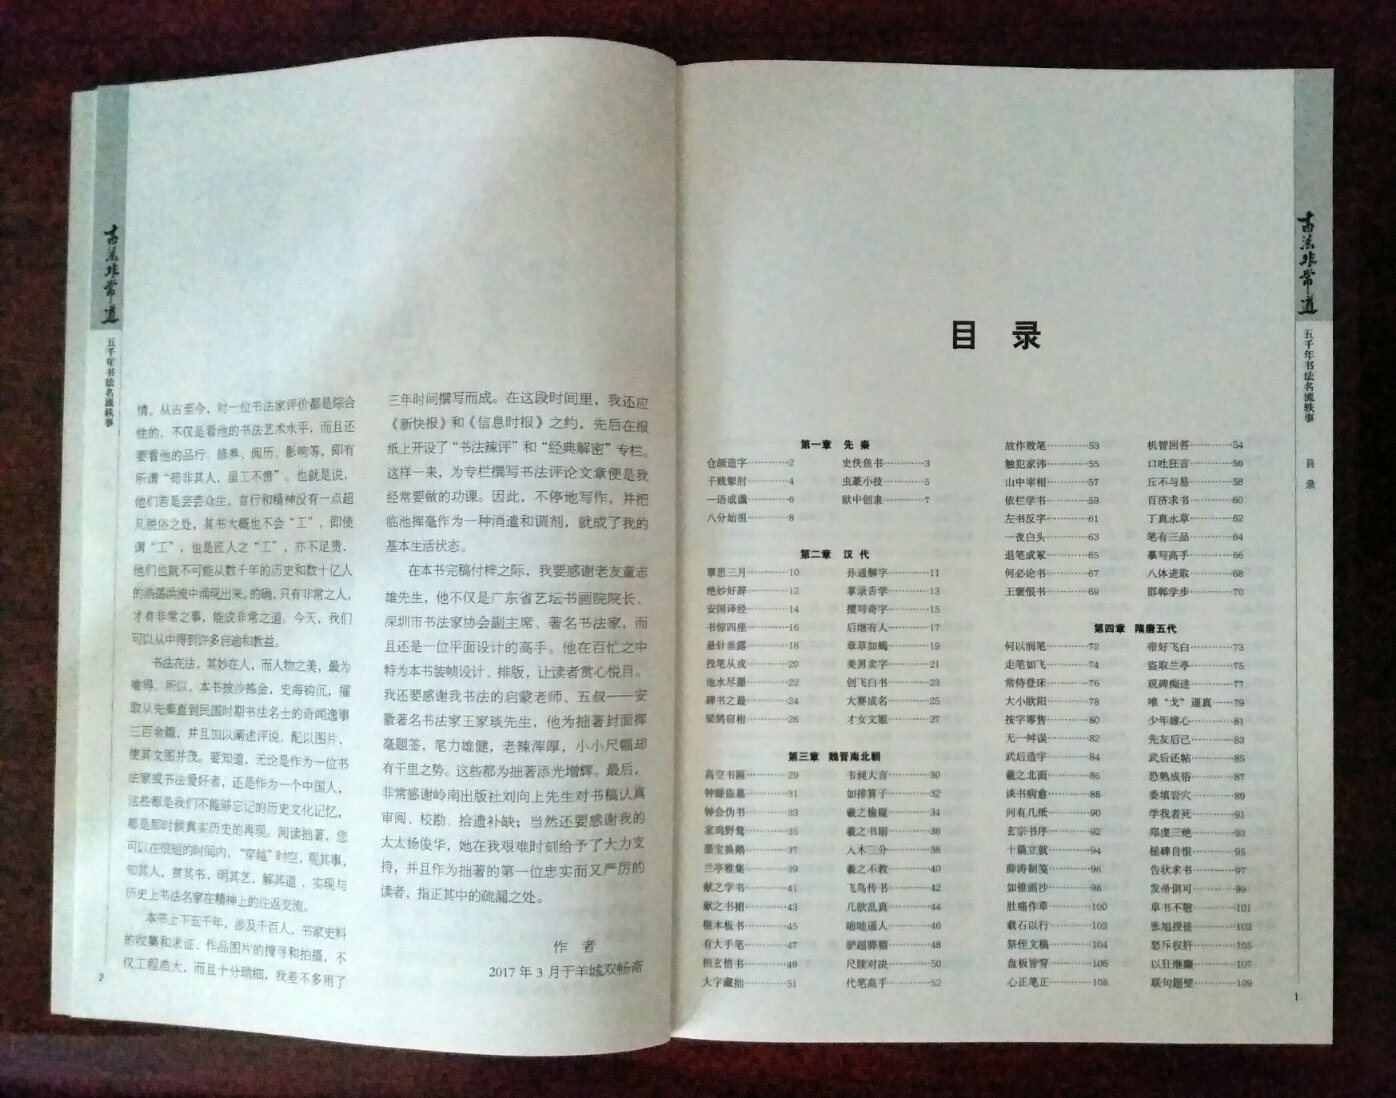 书法非常道
五千年书法名流轶事
情。从古至今，对一位书法家评价都是综合
性的，不仅是看他的书法艺术水平，而且还
要看他的品行、修养、阅历、影响等，即有
所谓“苟非其人，虽工不贵”。也就是说，
他们若是芸芸众生，言行和精神没有一点超
凡脱俗之处，其书大概也不会“工”，即使
谓“工”，也是匠人之“工”，亦不足贵，
他们也就不可能从数千年的历史和数十亿人
的浩荡洪流中涌现出来。的确，只有非常之人，
才有非常之事，能成非常之道。今天，我们
可以从中得到许多启迪和教益。
书法在法，其妙在人，而人物之美，最为
难得。所以，本书披沙拣金，史海钩沉，撷
取从先秦直到民国时期书法名士的奇闻逸事
三百余篇，并且加以阐述评说，配以图片，
使其文图并茂。要知道，无论是作为一位书
法家或书法爱好者，还是作为一个中国人，
这些都是我们不能够忘记的历史文化记忆，
都是那时候真实历史的再现。阅读拙著，您
可以在很短的时间内，“穿越”时空，观其事，
知其人，赏其书，明其艺，解其道，实现与
历史上书法名家在精神上的往返交流。
本书上下五千年，涉及千百人，书家史料
的收集和求证、作品图片的搜寻和拍摄，不
仅工程浩大，而且十分琐细，我差不多用了
2
三年时间撰写而成。在这段时间里，我还应
《新快报》和《信息时报》之约，先后在报
纸上开设了“书法辣评”和“经典解密”专栏。
这样一来，为专栏撰写书法评论文章便是我
经常要做的功课。因此，不停地写作，并把
临池挥毫作为一种消遣和调剂，就成了我的
基本生活状态。
在本书完稿付梓之际，我要感谢老友童志
雄先生，他不仅是广东省艺坛书画院院长、
深圳市书法家协会副主席、著名书法家，而
且还是一位平面设计的高手。他在百忙之中
特为本书装帧设计、排版，让读者赏心悦目。
我还要感谢我书法的启蒙老师、五叔——安
徽著名书法家王家琰先生，他为拙著封面挥
毫题签，笔力雄健，老辣浑厚，小小尺幅却
有千里之势。这些都为拙著添光增辉。最后，
非常感谢岭南出版社刘向上先生对书稿认真
审阅、校勘、拾遗补缺；当然还要感谢我的
太太杨俊华，她在我艰难时刻给予了大力支
持，并且作为拙著的第一位忠实而又严厉的
读者，指正其中的疏漏之处。
作 者
2017 年 3 月于羊城双畅斋
目 录
第一章 先 秦
仓颉造字…………2 史佚鱼书…………3
子贱掣肘…………4 虫篆小技…………5
一语成谶…………6 狱中创隶…………7
八分始祖…………8
第二章 汉 代
覃思三月…………10 孙通解字…………11
绝妙好辞…………12 掌录舌学…………13
安国译经…………14 擅写奇字…………15
书惊四座…………16 后继有人…………17
悬针垂露…………18 章草如蝎…………19
投笔从戎…………20 美男卖字…………21
池水尽墨…………22 创飞白书…………23
碑书之最…………24 大赛成名…………25
梁鹄窃柎…………26 才女文姬…………27
第三章 魏晋南北朝
高空书匾…………29 韦昶大言…………30
钟繇盗墓…………31 如排算子…………32
钟会伪书…………33 羲之偷窥…………34
家鸡野鹜…………35 羲之书扇…………36
墨宝换鹅…………37 入木三分…………38
兰亭雅集…………39 羲之不教…………40
献之学书…………41 飞鸟传书…………42
献之书裙…………43 几欲乱真…………44
榧木板书…………45 咄咄逼人…………46
有大手笔…………47 驴超骅骝…………48
桓玄惜书…………49 尺牍对决…………50
大字藏拙…………51 代笔高手…………52
故作败笔…………53 机智回答…………54
触犯家讳…………55 口吐狂言…………56
山中宰相…………57 丘不与易…………58
依栏学书…………59 百济求书…………60
左书反字…………61 丁真永草…………62
一夜白头…………63 笔有三品…………64
退笔成冢…………65 摹写高手…………66
何必论书…………67 八体进取…………68
王褒恨书…………69 邯郸学步…………70
第四章 隋唐五代
何以润笔…………72 帝好飞白…………73
走笔如飞…………74 盗取兰亭…………75
常侍登床…………76 观碑痴迷…………77
大小欧阳…………78 唯“戈”逼真……79
按字零售…………80 少年雄心…………81
无一舛误…………82 先友后己…………83
武后造字…………84 武后还帖…………85
羲之北面…………86 恐熟成俗…………87
谈书病愈…………88 委填岩穴…………89
问有几纸…………90 学我者死…………91
玄宗书序…………92 郑虔三绝…………93
十篇立就…………94 槌碑自恨…………95
薛涛制笺…………96 告状求书…………97
如锥画沙…………98 发帚俱可…………99
肚痛作草…………100 草书不敬…………101
载石以行…………102 张旭授徒…………103
祭侄文稿…………104 怒斥权奸…………105
盘板皆穿…………106 以狂继癫…………107
心正笔正…………108 联句题壁…………109
书法非常道
五千年书法名流轶事
目 录
1